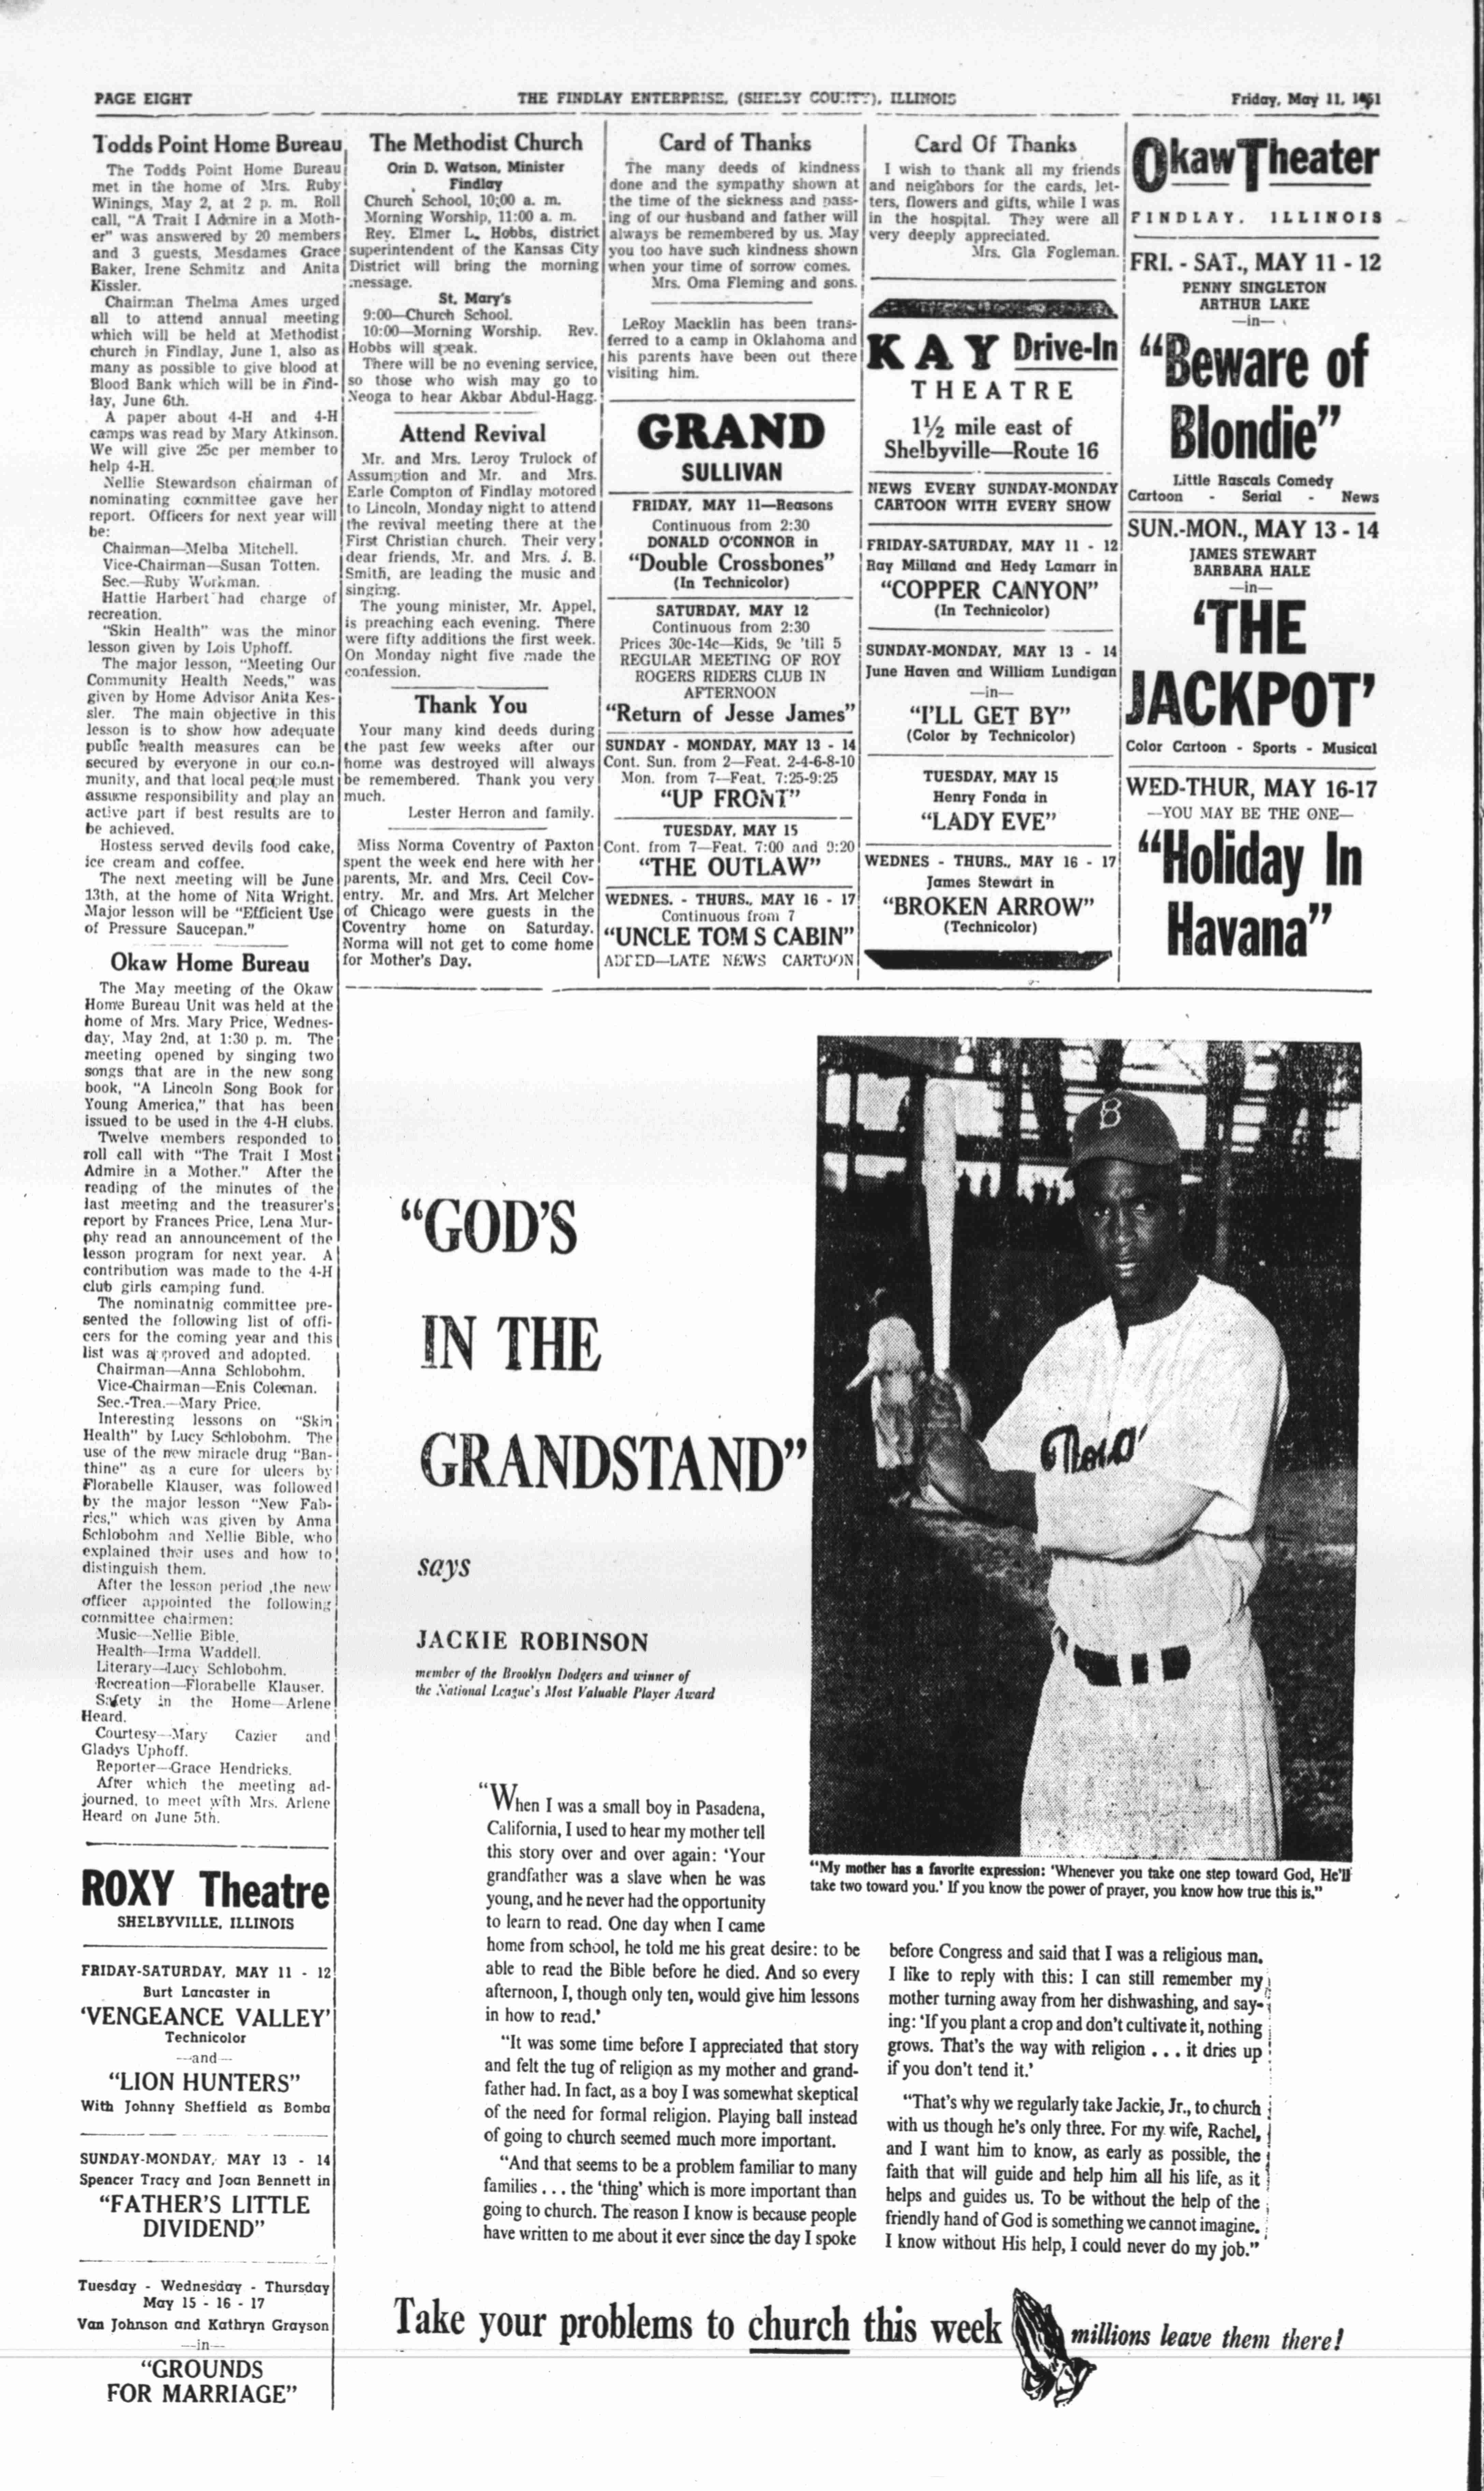 PAGE EIGHT
THE FINDLAY ENTERPRISE, (SHELBY COUNTY), ILLINOIS
Friday, May 11, 1951
Todds Point Home Bureau
The Todds Point Home Bureau
met in the home of Mrs. Ruby
Winings, May 2, at 2 p. m. Roll
call, "A Trait I Admire in a Moth-
er" was answered by 20 members
and 3 guests, Mesdames Grace
Baker, Irene Schmitz and Anita
Kissler.
Chairman Thelma Ames urged
all to attend annual meeting
which will be held at Methodist
church in Findlay, June 1, also as
many as possible to give blood at
Blood Bank which will be in Find-
lay, June 6th.
A paper about 4-H and 4-H
camps was read by Mary Atkinson.
We will give 25c per member to
help 4-H.
Nellie Stewardson chairman of
nominating committee gave her
report. Officers for next year will
be:
Chairman—Melba Mitchell.
Vice-Chairman—Susan Totten.
Sec.—Ruby Workman.
Hattie Harbert had charge of
recreation.
"Skin Health" was the minor
lesson given by Lois Uphoff.
The major lesson, "Meeting Our
Community Health Needs," was
given by Home Advisor Anita Kes-
sler. The main objective in this
lesson is to show how adequate
public health measures can be
secured by everyone in our com-
munity, and that local people must
assume responsibility and play an
active part if best results are to
be achieved.
Hostess served devils food cake,
ice cream and coffee.
The next meeting will be June
13th, at the home of Nita Wright.
Major lesson will be "Efficient Use
of Pressure Saucepan."
Okaw Home Bureau
The May meeting of the Okaw
Home Bureau Unit was held at the
home of Mrs. Mary Price, Wednes-
day, May 2nd, at 1:30 p. m. The
meeting opened by singing two
songs that are in the new song
book, "A Lincoln Song Book for
Young America," that has been
issued to be used in the 4-H clubs.
Twelve members responded to
roll call with "The Trait I Most
Admire in a Mother." After the
reading of the minutes of the
last meeting and the treasurer's
report by Frances Price, Lena Mur-
phy read an announcement of the
lesson program for next year. A
contribution was made to the 4-H
club girls camping fund.
The nominatnig committee pre-
sented the following list of offi-
cers for the coming year and this
list was approved and adopted.
Chairman—Anna Schlobohm.
Vice-Chairman—Enis Coleman.
Sec.-Trea.—Mary Price.
Interesting lessons on "Skin
Health" by Lucy Schlobohm. The
use of the new miracle drug "Ban-
thine" as a cure for ulcers by
Florabelle Klauser, was followed
by the major lesson "New Fab-
rics," which was given by Anna
Schlobohm and Nellie Bible, who
explained their uses and how to
distinguish them.
After the lesson period ,the new
officer appointed the following
committee chairmen:
Music—Nellie Bible.
Health—Irma Waddell.
Literary—Lucy Schlobohm.
Recreation—Florabelle Klauser.
Safety in the Home—Arlene
Heard.
Courtesy—Mary Cazier and
Gladys Uphoff.
Reporter—Grace Hendricks.
After which the meeting ad-
journed, to meet with Mrs. Arlene
Heard on June 5th.
ROXY Theatre
SHELBYVILLE, ILLINOIS
FRIDAY-SATURDAY, MAY 11 - 12
Burt Lancaster in
'VENGEANCE VALLEY'
Technicolor
—and—
"LION HUNTERS"
With Johnny Sheffield as Bomba
SUNDAY-MONDAY, MAY 13 - 14
Spencer Tracy and Joan Bennett in
"FATHER'S LITTLE
DIVIDEND"
Tuesday - Wednesday - Thursday
May 15 - 16 - 17
Van Johnson and Kathryn Grayson
—in—
"GROUNDS
FOR MARRIAGE"
The Methodist Church
Orin D. Watson, Minister
Findlay
Church School, 10:00 a. m.
Morning Worship, 11:00 a. m.
Rev. Elmer L. Hobbs, district
superintendent of the Kansas City
District will bring the morning
message.
St. Mary's
9:00—Church School.
10:00—Morning Worship. Rev.
Hobbs will speak.
There will be no evening service,
so those who wish may go to
Neoga to hear Akbar Abdul-Hagg.
Attend Revival
Mr. and Mrs. Leroy Trulock of
Assumption and Mr. and Mrs.
Earle Compton of Findlay motored
to Lincoln, Monday night to attend
the revival meeting there at the
First Christian church. Their very
dear friends, Mr. and Mrs. J. B.
Smith, are leading the music and
singing.
The young minister, Mr. Appel,
is preaching each evening. There
were fifty additions the first week.
On Monday night five made the
confession.
Thank You
Your many kind deeds during
the past few weeks after our
home was destroyed will always
be remembered. Thank you very
much.
Lester Herron and family.
Miss Norma Coventry of Paxton
spent the week end here with her
parents, Mr. and Mrs. Cecil Cov-
entry. Mr. and Mrs. Art Melcher
of Chicago were guests in the
Coventry home on Saturday.
Norma will not get to come home
for Mother's Day.
Card of Thanks
The many deeds of kindness
done and the sympathy shown at
the time of the sickness and pass-
ing of our husband and father will
always be remembered by us. May
you too have such kindness shown
when your time of sorrow comes.
Mrs. Oma Fleming and sons.
LeRoy Macklin has been trans-
ferred to a camp in Oklahoma and
his parents have been out there
visiting him.
GRAND
SULLIVAN
FRIDAY, MAY 11—Reasons
Continuous from 2:30
DONALD O'CONNOR in
"Double Crossbones"
(In Technicolor)
SATURDAY, MAY 12
Continuous from 2:30
Prices 30c-14c—Kids, 9c 'till 5
REGULAR MEETING OF ROY
ROGERS RIDERS CLUB IN
AFTERNOON
"Return of Jesse James"
SUNDAY - MONDAY, MAY 13 - 14
Cont. Sun. from 2—Feat. 2-4-6-8-10
Mon. from 7—Feat. 7:25-9:25
"UP FRONT"
TUESDAY, MAY 15
Cont. from 7—Feat. 7:00 and 9:20
"THE OUTLAW"
WEDNES. - THURS., MAY 16 - 17
Continuous from 7
"UNCLE TOM S CABIN"
ADDED—LATE NEWS CARTOON
Card Of Thanks
I wish to thank all my friends
and neighbors for the cards, let-
ters, flowers and gifts, while I was
in the hospital. They were all
very deeply appreciated.
Mrs. Gla Fogleman.
KAY Drive-In
THEATRE
1½ mile east of
Shelbyville—Route 16
NEWS EVERY SUNDAY-MONDAY
CARTOON WITH EVERY SHOW
FRIDAY-SATURDAY, MAY 11 - 12
Ray Milland and Hedy Lamarr in
"COPPER CANYON"
(In Technicolor)
SUNDAY-MONDAY, MAY 13 - 14
June Haven and William Lundigan
—in—
"I'LL GET BY"
(Color by Technicolor)
TUESDAY, MAY 15
Henry Fonda in
"LADY EVE"
WEDNES - THURS., MAY 16 - 17
James Stewart in
"BROKEN ARROW"
(Technicolor)
Okaw Theater
FINDLAY, ILLINOIS
FRI. - SAT., MAY 11 - 12
PENNY SINGLETON
ARTHUR LAKE
—in—
"Beware of
Blondie"
Little Rascals Comedy
Cartoon - Serial - News
SUN.-MON., MAY 13 - 14
JAMES STEWART
BARBARA HALE
—in—
'THE
JACKPOT'
Color Cartoon - Sports - Musical
WED-THUR, MAY 16-17
—YOU MAY BE THE ONE—
"Holiday In
Havana"
"GOD'S
IN THE
GRANDSTAND"
says
JACKIE ROBINSON
member of the Brooklyn Dodgers and winner of
the National League's Most Valuable Player Award
B
"My mother has a favorite expression: 'Whenever you take one step toward God, He'll
take two toward you.' If you know the power of prayer, you know how true this is."
"When I was a small boy in Pasadena,
California, I used to hear my mother tell
this story over and over again: 'Your
grandfather was a slave when he was
young, and he never had the opportunity
to learn to read. One day when I came
home from school, he told me his great desire: to be
able to read the Bible before he died. And so every
afternoon, I, though only ten, would give him lessons
in how to read.'
"It was some time before I appreciated that story
and felt the tug of religion as my mother and grand-
father had. In fact, as a boy I was somewhat skeptical
of the need for formal religion. Playing ball instead
of going to church seemed much more important.
"And that seems to be a problem familiar to many
families . . . the 'thing' which is more important than
going to church. The reason I know is because people
have written to me about it ever since the day I spoke
before Congress and said that I was a religious man.
I like to reply with this: I can still remember my
mother turning away from her dishwashing, and say-
ing: 'If you plant a crop and don't cultivate it, nothing
grows. That's the way with religion . . . it dries up
if you don't tend it.'
"That's why we regularly take Jackie, Jr., to church
with us though he's only three. For my wife, Rachel,
and I want him to know, as early as possible, the
faith that will guide and help him all his life, as it
helps and guides us. To be without the help of the
friendly hand of God is something we cannot imagine.
I know without His help, I could never do my job."
Take your problems to church this week
millions leave them there!